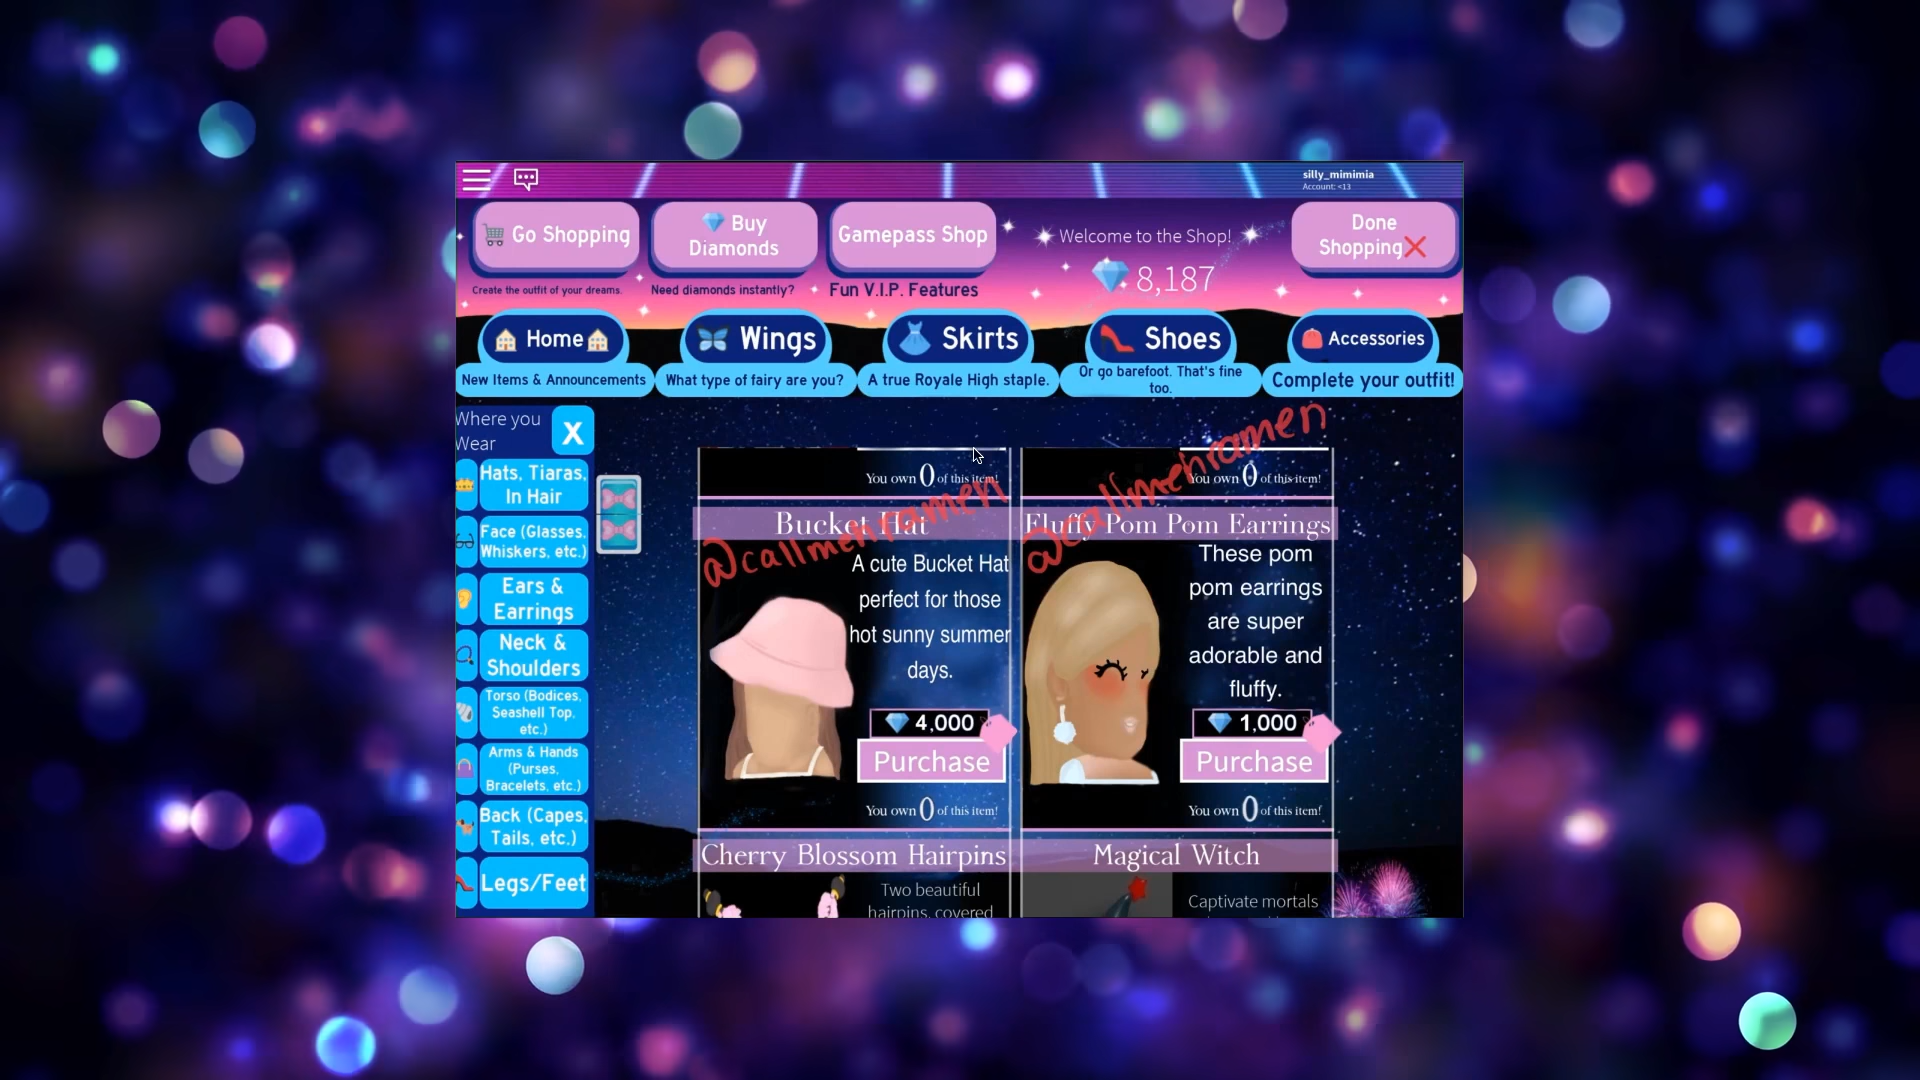 silly_mimimia
Account: <13
Go Shopping
Buy
Diamonds
Gamepass Shop
Welcome to the Shop!
Done
Shopping
8,187
Create the outfit of your dreams.
Need diamonds instantly?
Fun V.I.P. Features
Home
Wings
Skirts
Shoes
Accessories
New Items & Announcements
What type of fairy are you?
A true Royale High staple.
Or go barefoot. That's fine
too.
Complete your outfit!
Where you
Wear
X
Hats, Tiaras,
In Hair
Face (Glasses,
Whiskers, etc.)
Ears &
Earrings
Neck &
Shoulders
Torso (Bodices,
Seashell Top,
etc.)
Arms & Hands
(Purses,
Bracelets, etc.)
Back (Capes,
Tails, etc.)
Legs/Feet
You own 0 of this item!
Bucket Hat
@callmehramen
A cute Bucket Hat
perfect for those
hot sunny summer
days.
4,000
Purchase
You own 0 of this item!
You own 0 of this item!
Fluffy Pom Pom Earrings
@callmehramen
These pom
pom earrings
are super
adorable and
fluffy.
1,000
Purchase
You own 0 of this item!
Cherry Blossom Hairpins
Two beautiful
hairpins, covered
Magical Witch
Captivate mortals